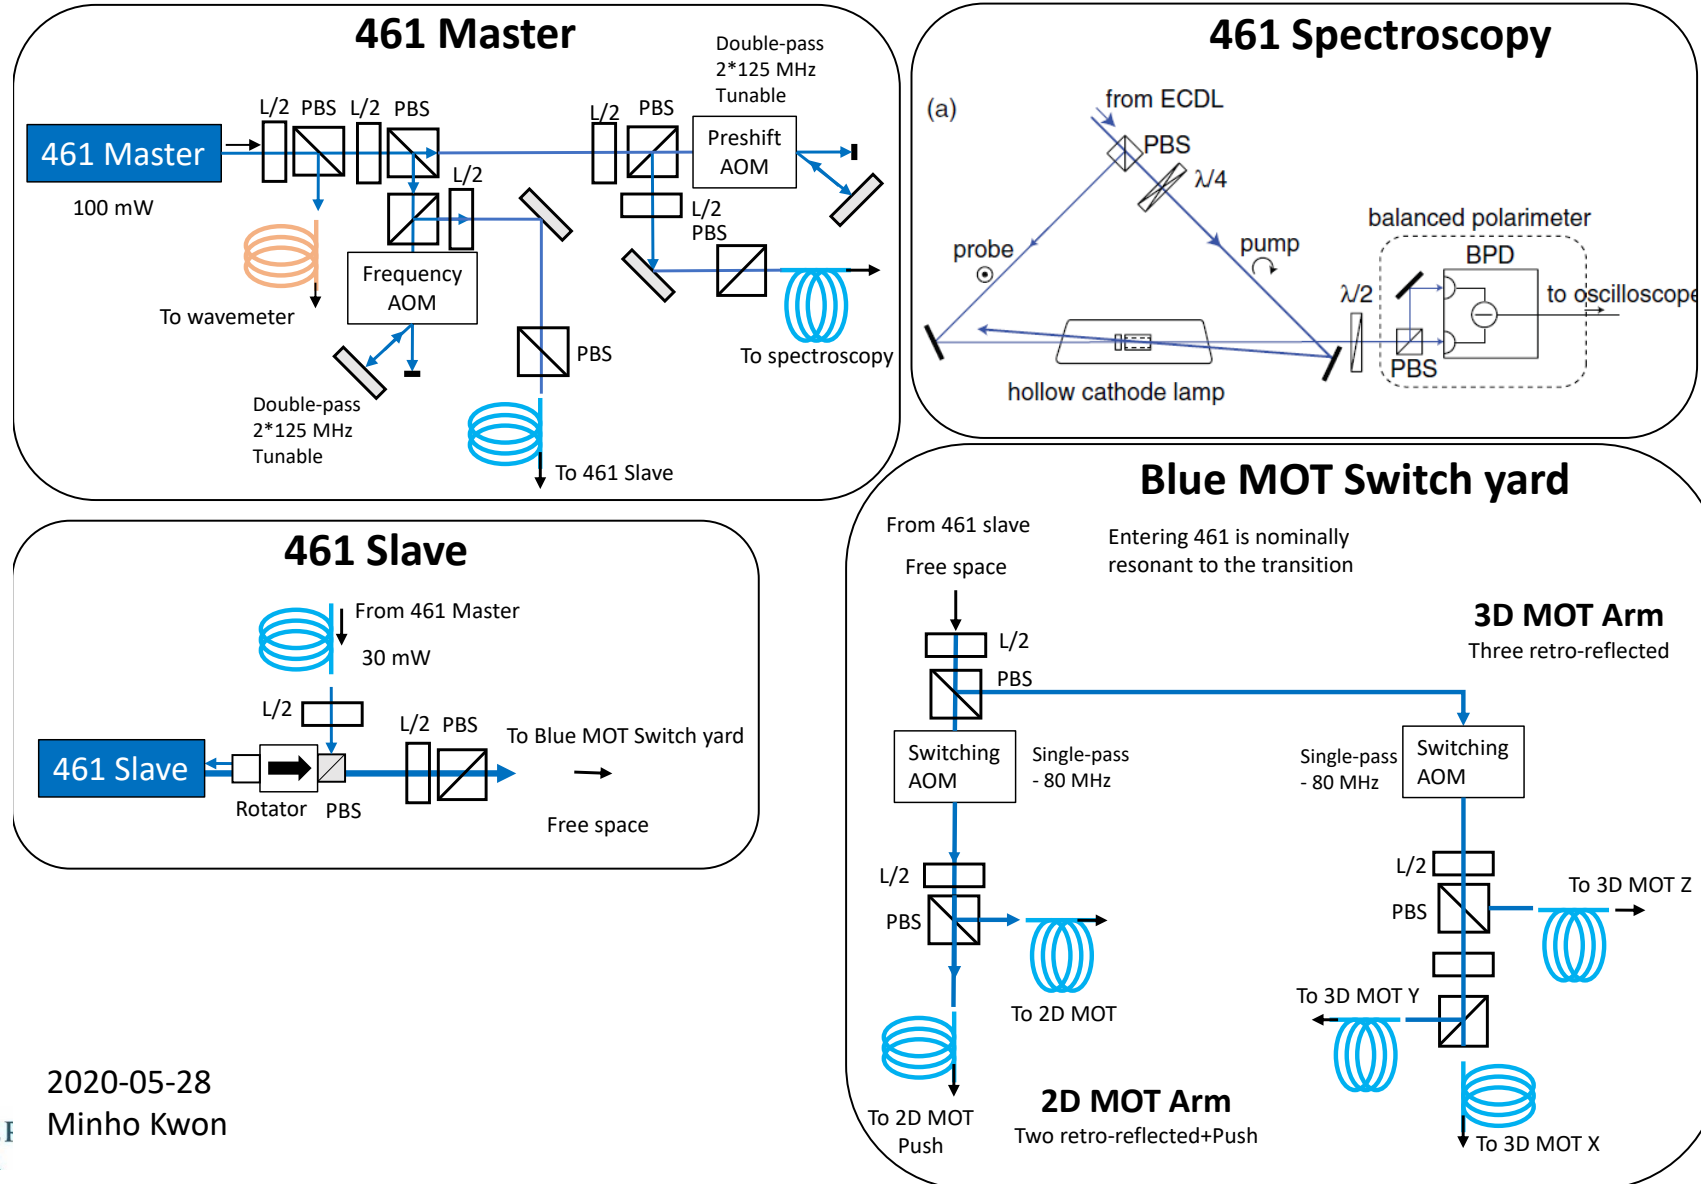 461 Master
Double-pass
2*125 MHz
Tunable
L/2
PBS
L/2
PBS
L/2
PBS
461 Master
100 mW
Preshift
AOM
L/2
L/2
PBS
Frequency
AOM
To wavemeter
PBS
To spectroscopy
Double-pass
2*125 MHz
Tunable
To 461 Slave
461 Spectroscopy
(a)
from ECDL
PBS
λ/4
balanced polarimeter
probe
pump
BPD
λ/2
to oscilloscope
PBS
hollow cathode lamp
461 Slave
From 461 Master
30 mW
L/2
L/2 PBS
To Blue MOT Switch yard
461 Slave
Rotator
PBS
Free space
Blue MOT Switch yard
From 461 slave
Free space
Entering 461 is nominally
resonant to the transition
3D MOT Arm
Three retro-reflected
L/2
PBS
Switching
AOM
Single-pass
- 80 MHz
Single-pass
- 80 MHz
Switching
AOM
L/2
PBS
To 2D MOT
To 2D MOT
Push
2D MOT Arm
Two retro-reflected+Push
L/2
PBS
To 3D MOT Z
To 3D MOT Y
To 3D MOT X
2020-05-28
Minho Kwon